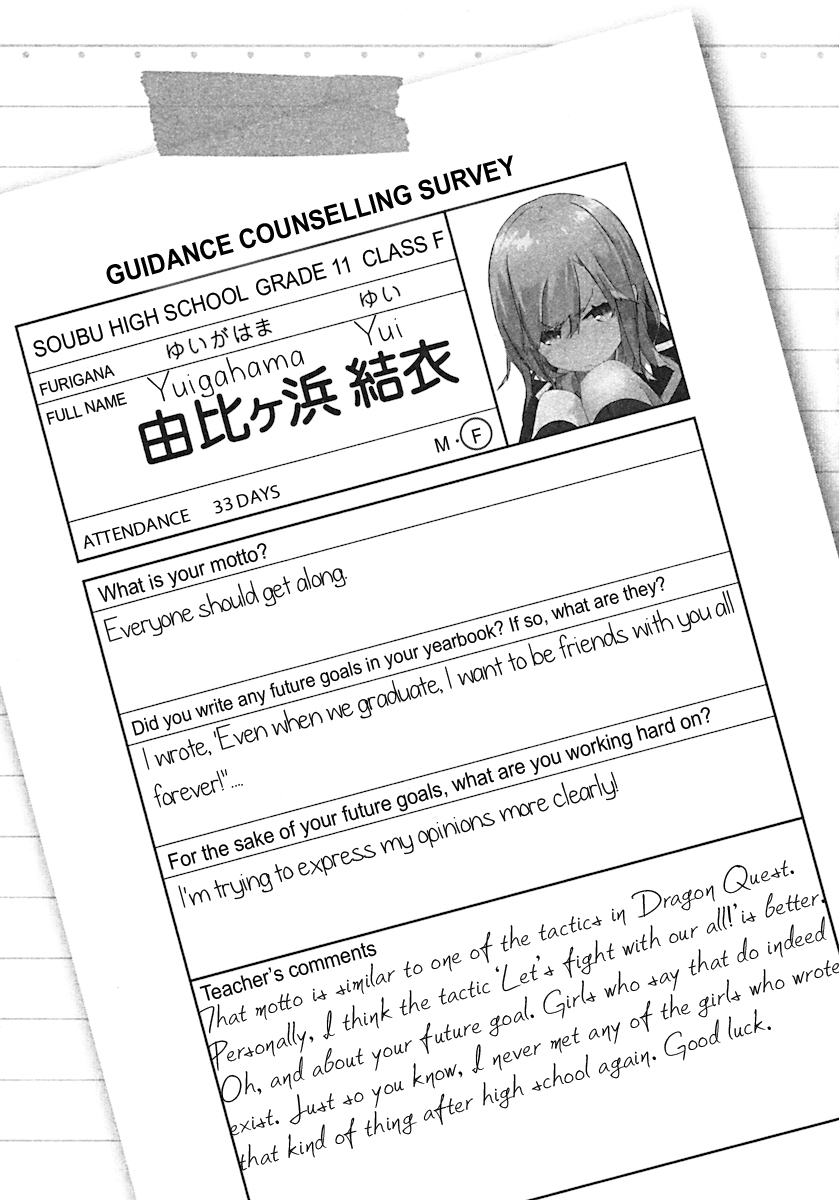 GUIDANCE COUNSELLING SURVEY
SOUBU HIGH SCHOOL GRADE 11 CLASS F
FURIGANA ゆいがはま ゆい
FULL NAME Yuigahama Yui
由比ヶ浜 結衣
M・F
ATTENDANCE 33 DAYS
What is your motto?
Everyone should get along.
Did you write any future goals in your yearbook? If so, what are they?
I wrote, 'Even when we graduate, I want to be friends with you all
forever!"....
For the sake of your future goals, what are you working hard on?
I'm trying to express my opinions more clearly!
Teacher's comments
That motto is similar to one of the tactics in Dragon Quest.
Personally, I think the tactic 'Let's fight with our all!' is better.
Oh, and about your future goal. Girls who say that do indeed
exist. Just so you know, I never met any of the girls who wrote
that kind of thing after high school again. Good luck.